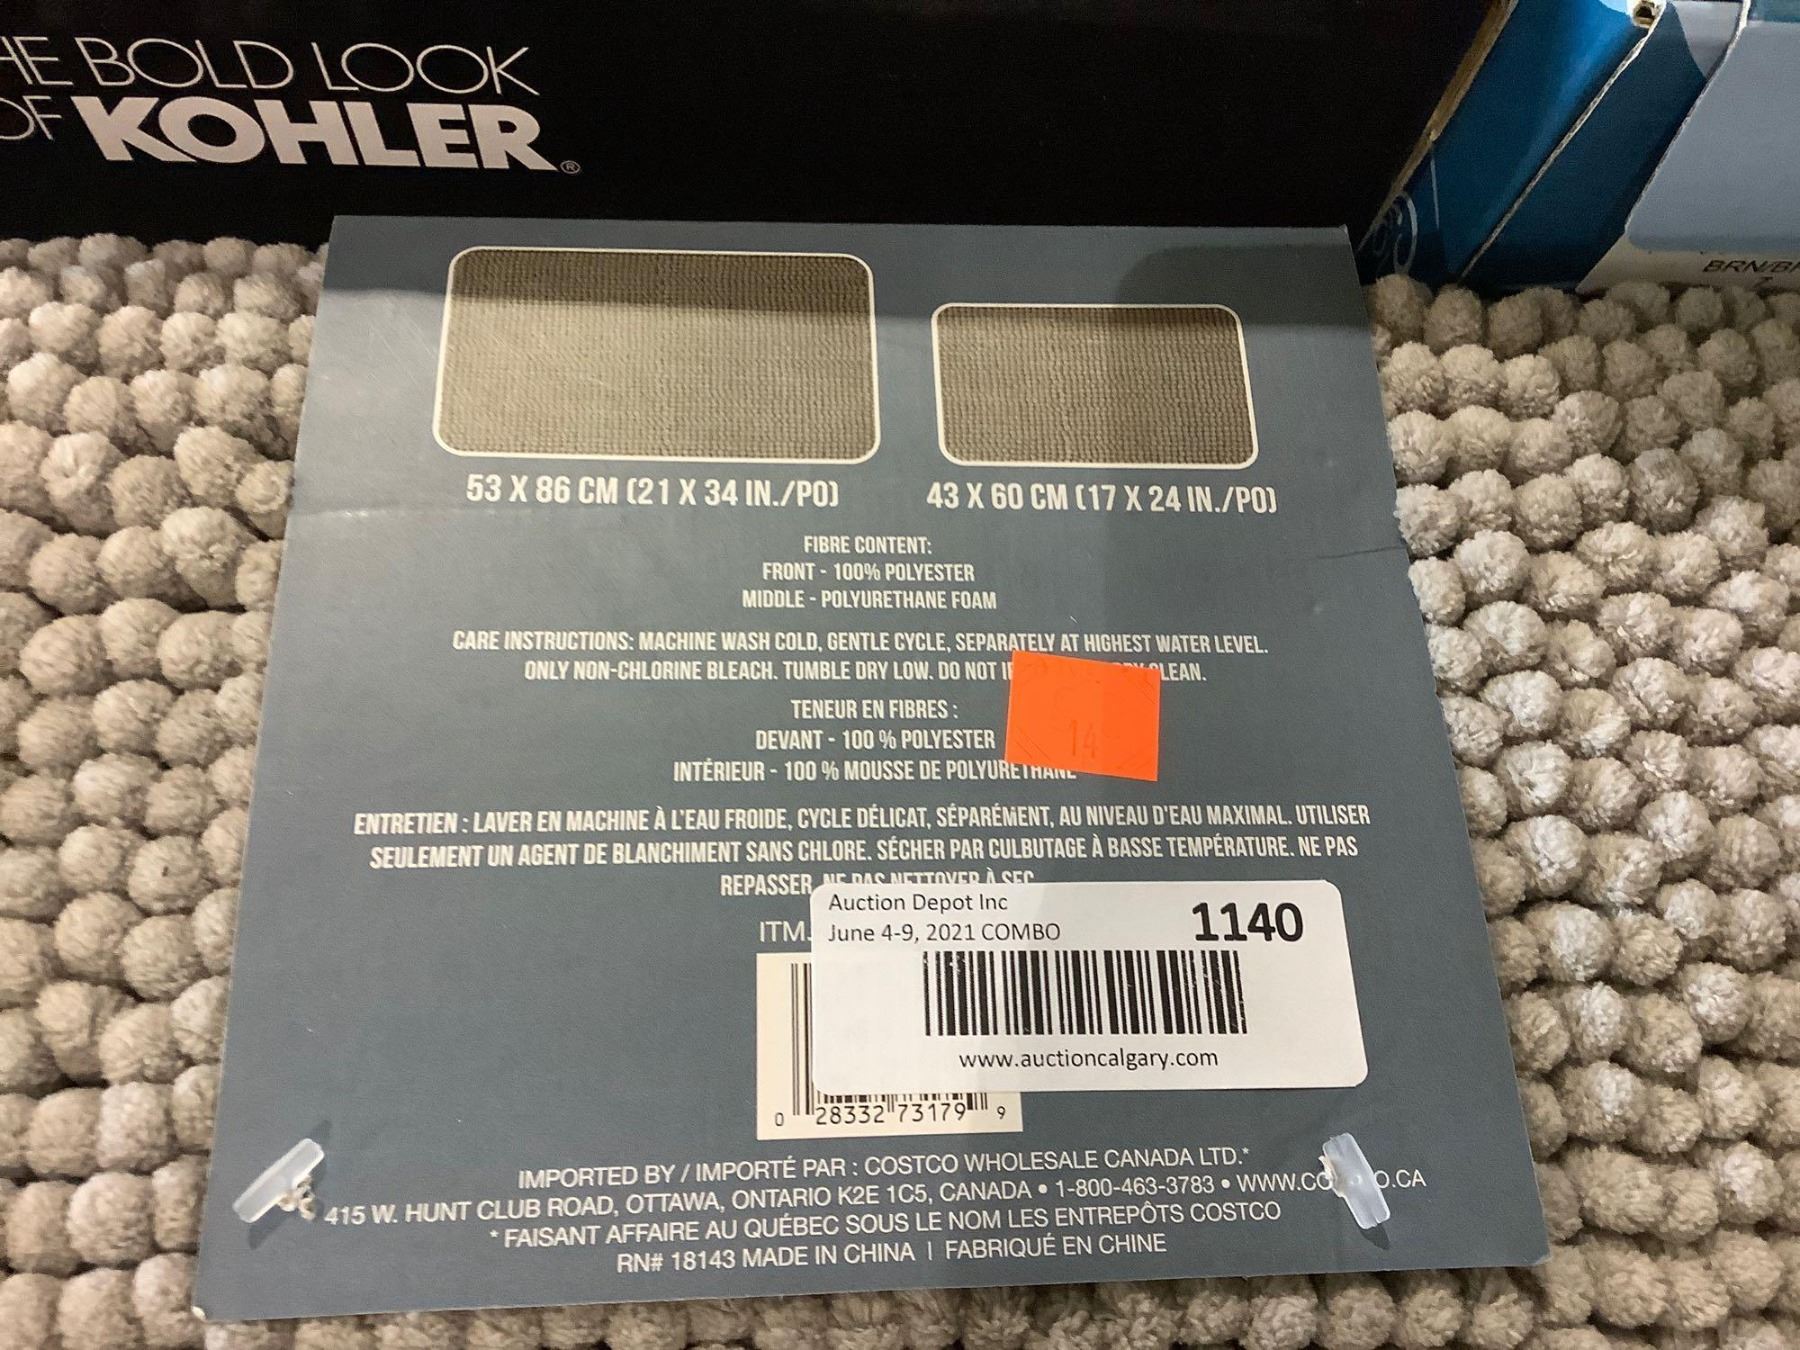 HE BOLD LOOK
OF KOHLER®
BRN/B
53 X 86 CM (21 X 34 IN./PO)
43 X 60 CM (17 X 24 IN./PO)
FIBRE CONTENT:
FRONT - 100% POLYESTER
MIDDLE - POLYURETHANE FOAM
CARE INSTRUCTIONS: MACHINE WASH COLD, GENTLE CYCLE, SEPARATELY AT HIGHEST WATER LEVEL.
ONLY NON-CHLORINE BLEACH. TUMBLE DRY LOW. DO NOT CLEAN.
14
TENEUR EN FIBRES :
DEVANT - 100 % POLYESTER
INTÉRIEUR - 100 % MOUSSE DE POLYURETHANE
ENTRETIEN : LAVER EN MACHINE À L'EAU FROIDE, CYCLE DÉLICAT, SÉPARÉMENT, AU NIVEAU D'EAU MAXIMAL. UTILISER
SEULEMENT UN AGENT DE BLANCHIMENT SANS CHLORE. SÉCHER PAR CULBUTAGE À BASSE TEMPÉRATURE. NE PAS
REPASSER, NE PAS NETTOYER À SEC
ITM.
Auction Depot Inc
June 4-9, 2021 COMBO
1140
www.auctioncalgary.com
0 28332 73179 9
IMPORTED BY / IMPORTÉ PAR : COSTCO WHOLESALE CANADA LTD.*
415 W. HUNT CLUB ROAD, OTTAWA, ONTARIO K2E 1C5, CANADA • 1-800-463-3783 • WWW.CO O.CA
* FAISANT AFFAIRE AU QUÉBEC SOUS LE NOM LES ENTREPÔTS COSTCO
RN# 18143 MADE IN CHINA | FABRIQUÉ EN CHINE